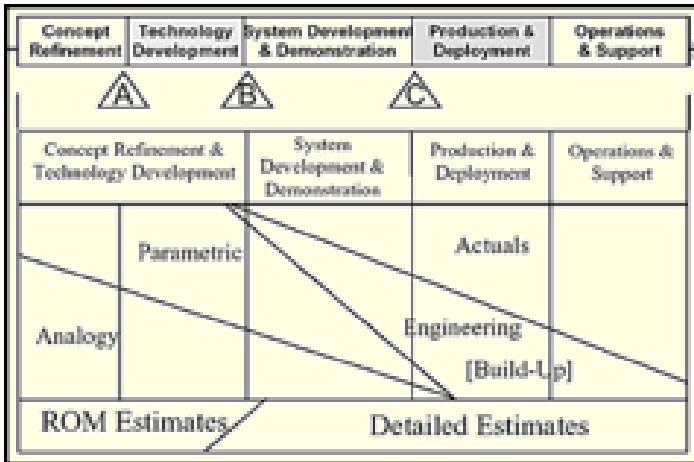 Concept
Refinement
Technology
Development
System Development
& Demonstration
Production &
Deployment
Operations
& Support
A
B
C
Concept Refinement &
Technology Development
System
Development &
Demonstration
Production &
Deployment
Operations &
Support
Parametric
Actuals
Analogy
Engineering
[Build-Up]
ROM Estimates
Detailed Estimates